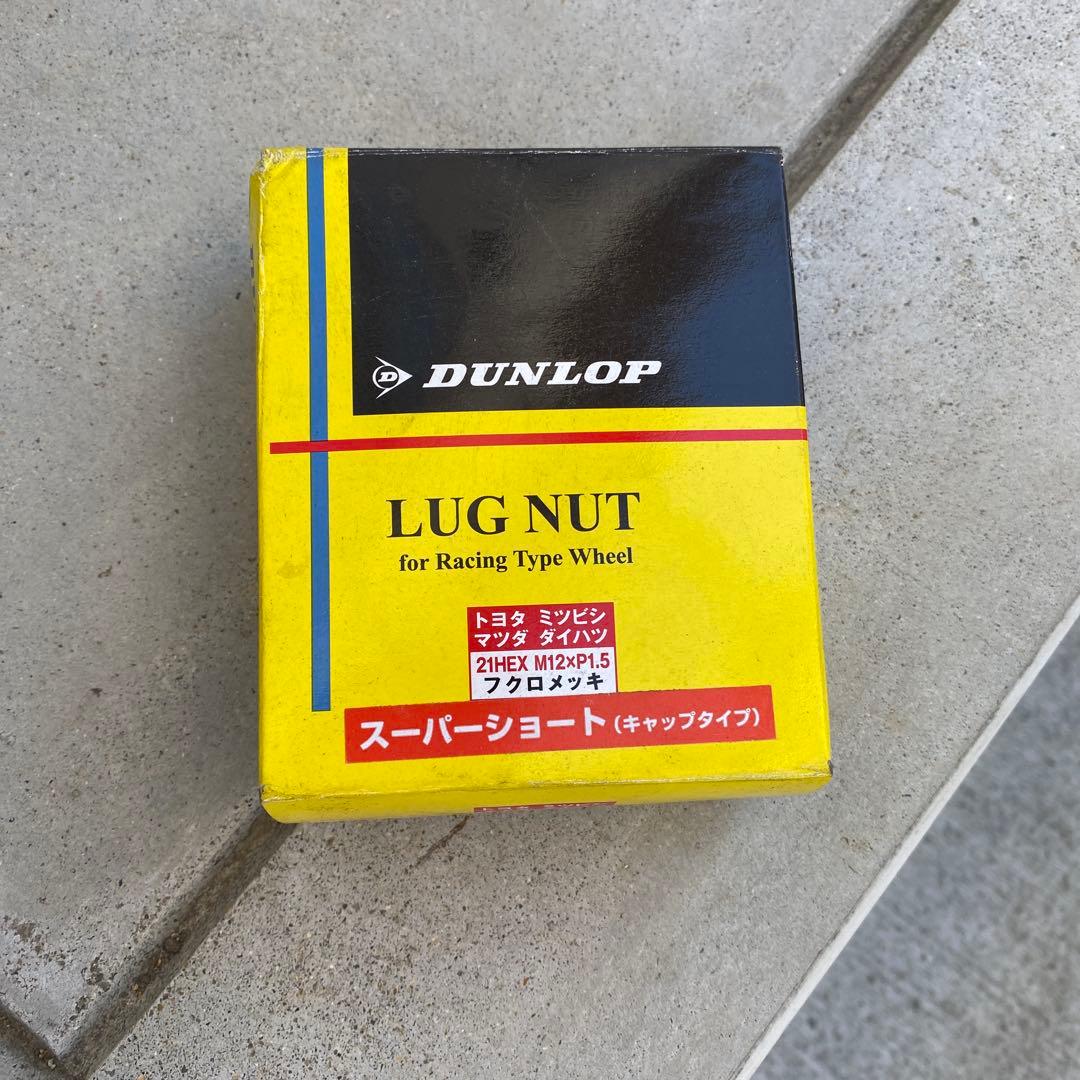 D DUNLOP
LUG NUT
for Racing Type Wheel
トヨタ ミツビシ
マツダ ダイハツ
21HEX M12×P1.5
フクロメッキ
スーパーショート(キャップタイプ)